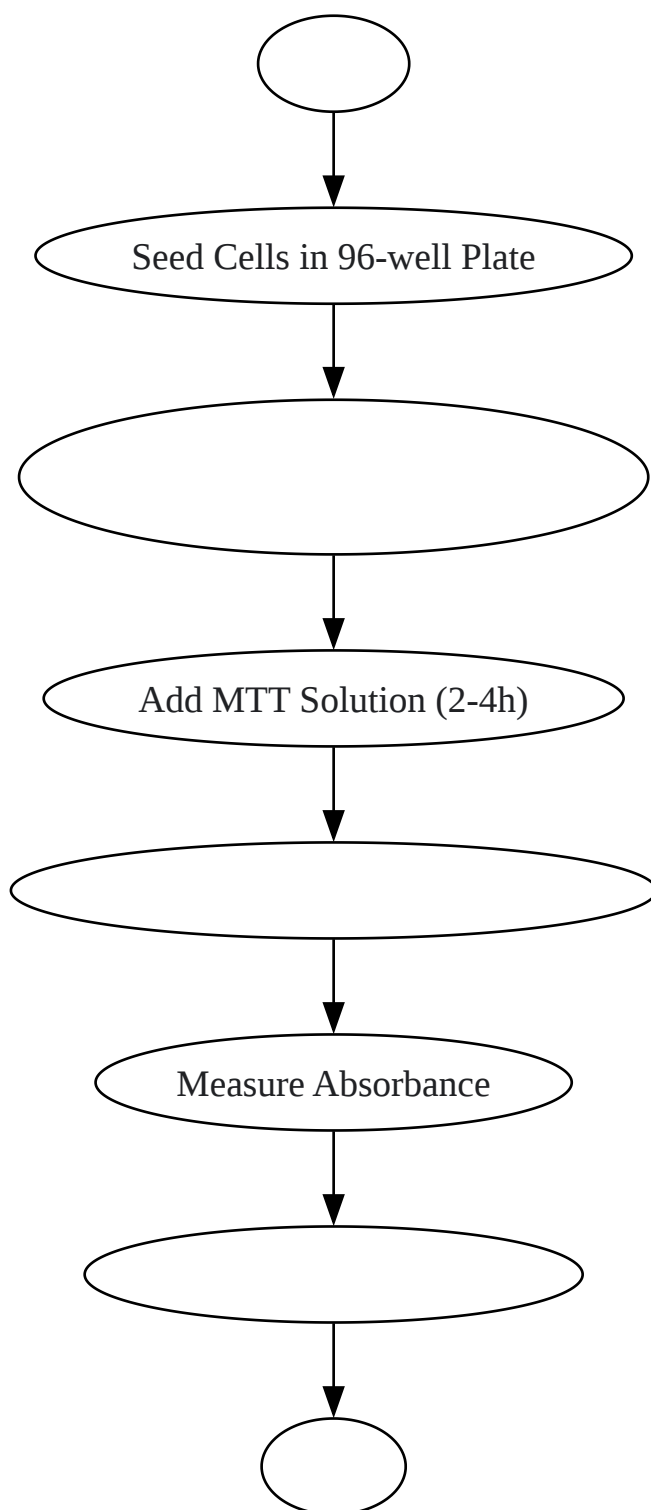 Seed Cells in 96-well Plate
Add MTT Solution (2-4h)
Measure Absorbance